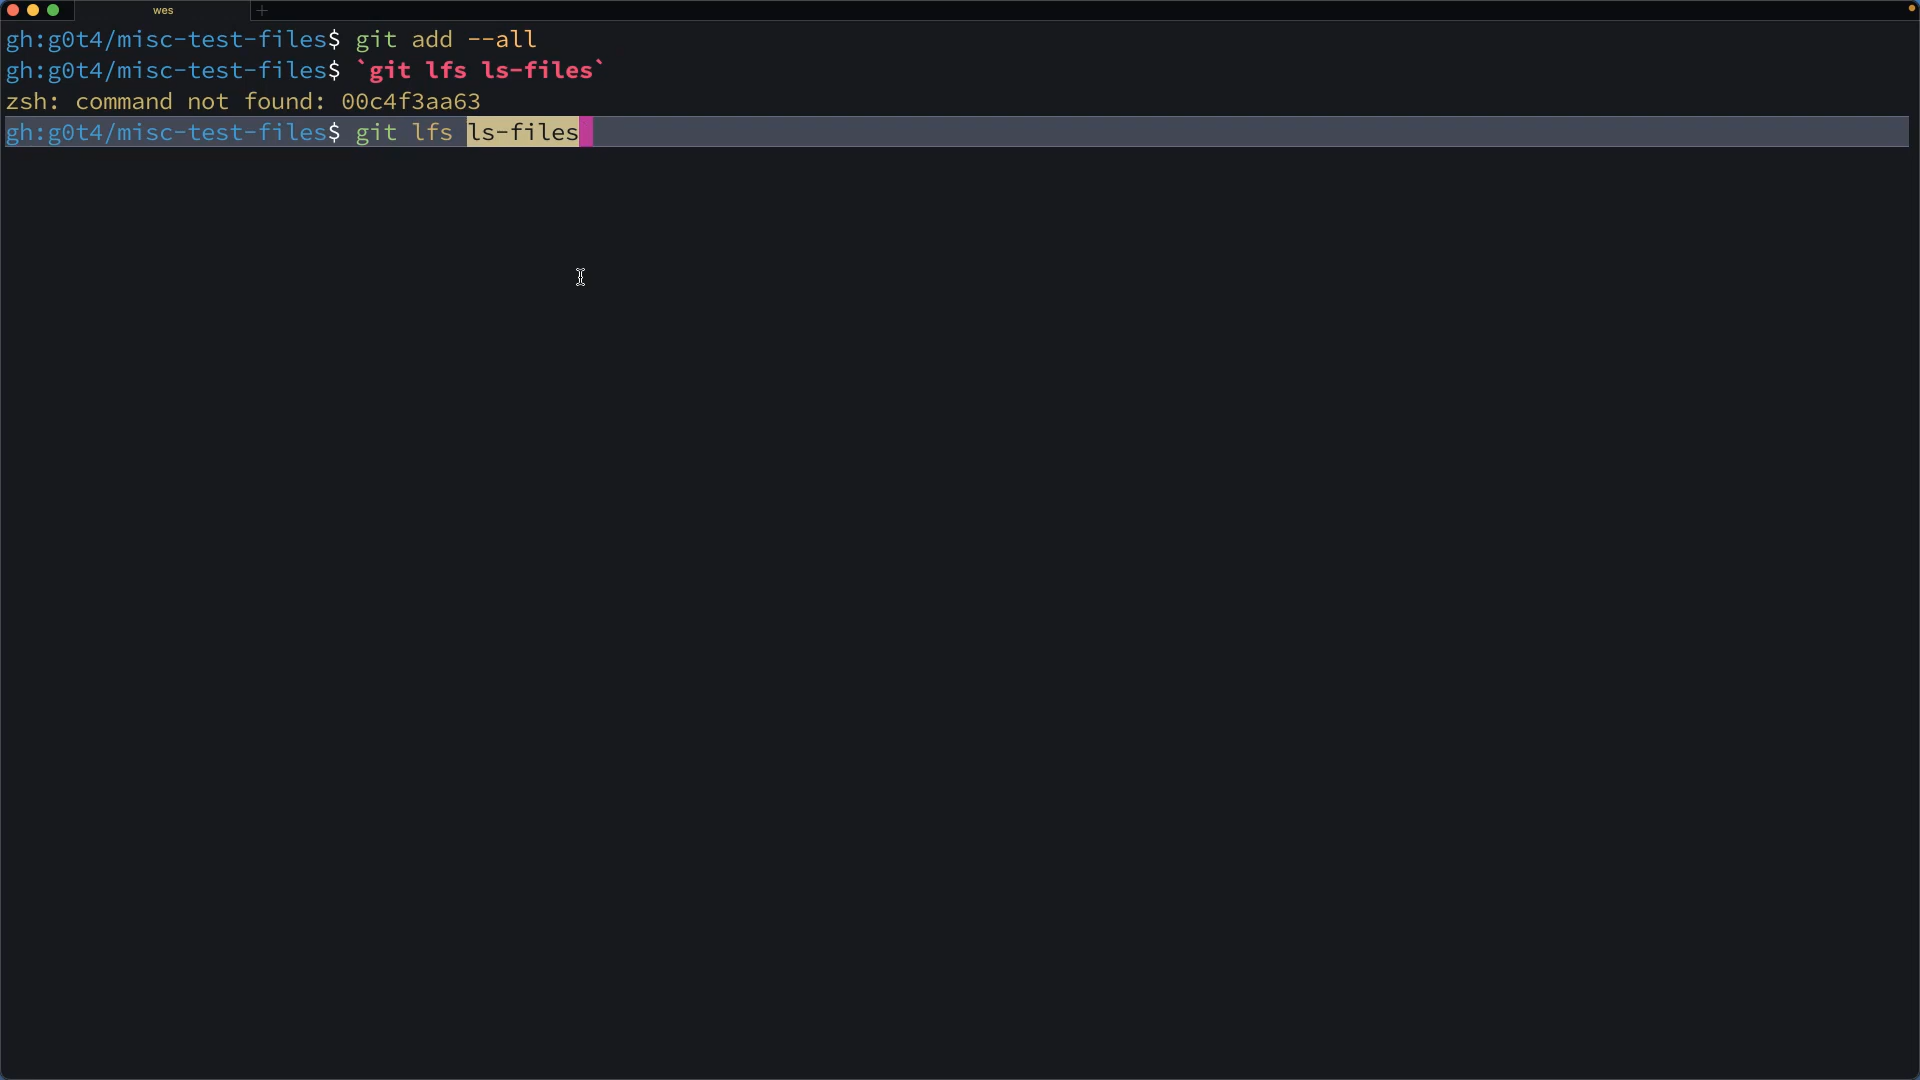 wes
gh:g0t4/misc-test-files$ git add --all
gh:g0t4/misc-test-files$ `git lfs ls-files`
zsh: command not found: 00c4f3aa63
gh:g0t4/misc-test-files$ git lfs ls-files